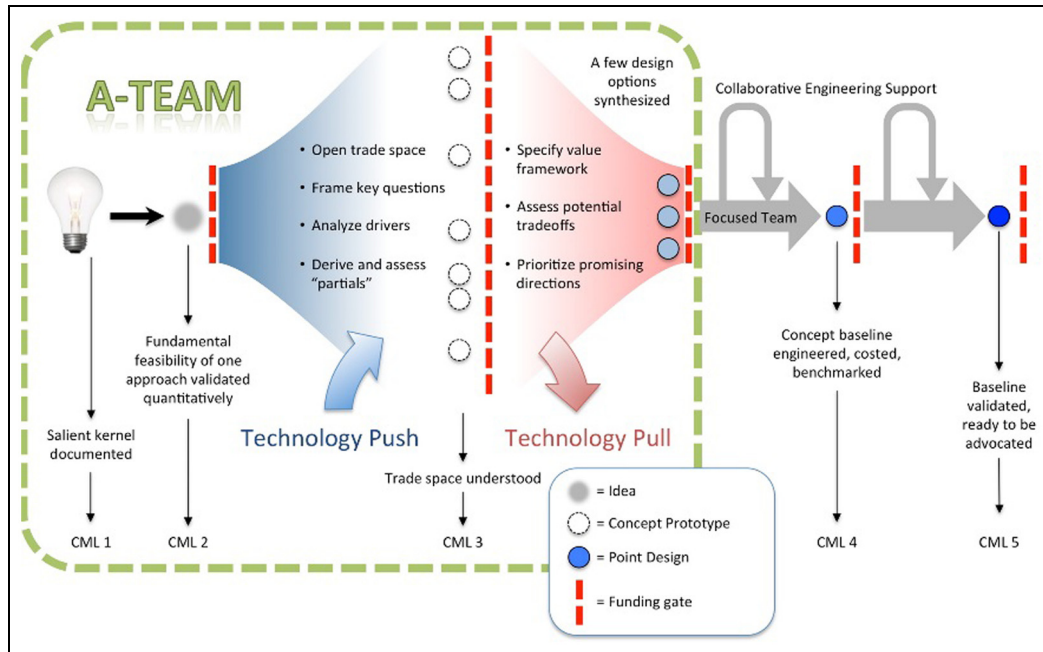 A-TEAM
• Open trade space
• Frame key questions
• Analyze drivers
• Derive and assess
“partials”
A few design
options
synthesized
• Specify value
framework
• Assess potential
tradeoffs
• Prioritize promising
directions
Collaborative Engineering Support
Focused Team
Fundamental
feasibility of one
approach validated
quantitatively
Salient kernel
documented
Technology Push
Technology Pull
Trade space understood
Concept baseline
engineered, costed,
benchmarked
Baseline
validated,
ready to be
advocated
CML 1
CML 2
CML 3
CML 4
CML 5
= Idea
= Concept Prototype
= Point Design
= Funding gate